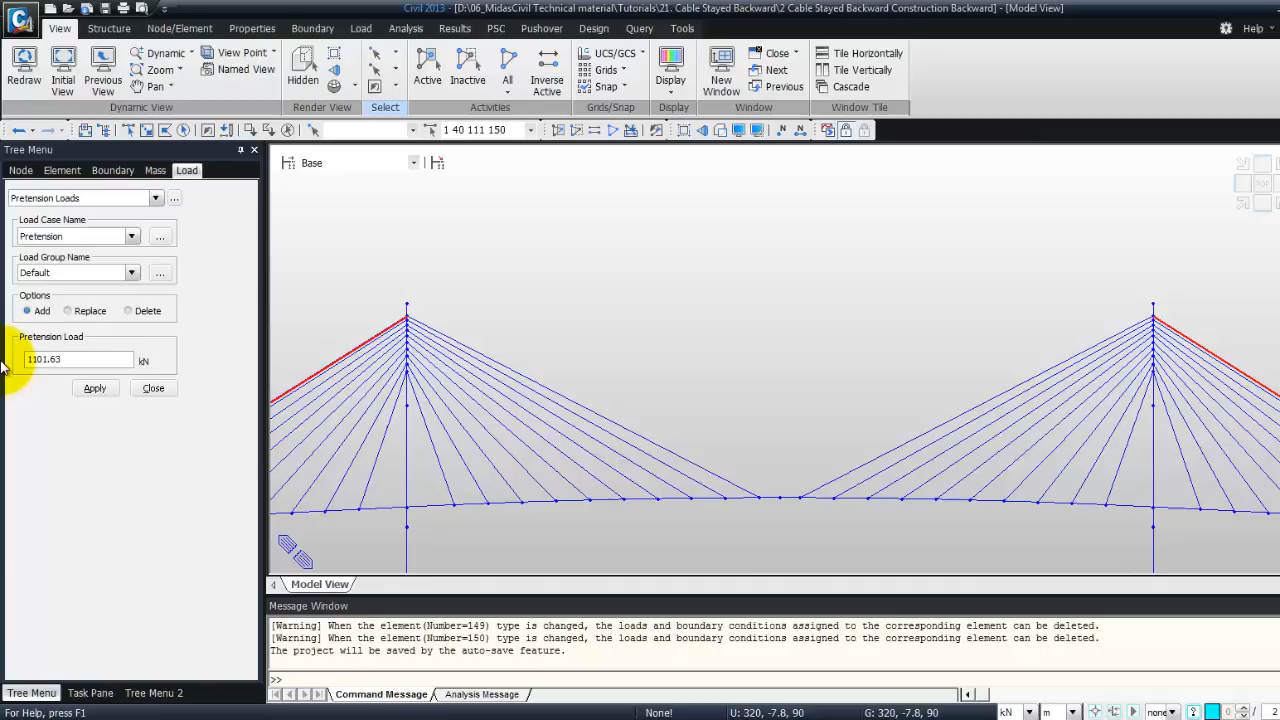 Civil 2013 - [D:\06_MidasCivil Technical material\Tutorials\21. Cable Stayed Backward\2 Cable Stayed Backward Construction Backward] - [Model View]
View Structure Node/Element Properties Boundary Load Analysis Results PSC Pushover Design Query Tools Help
Redraw Initial View Previous View Dynamic Zoom Pan View Point Named View Hidden Active Inactive All Inverse Active UCS/GCS Grids Snap Display New Window Close Next Previous Tile Horizontally Tile Vertically Cascade
Dynamic View Render View Select Activities Grids/Snap Display Window Window Tile
1 40 111 150
Tree Menu
Node Element Boundary Mass Load
Base
Pretension Loads
Load Case Name
Pretension
Load Group Name
Default
Options
Add Replace Delete
Pretension Load
1101.63 kN
Apply Close
TOP
Model View
Message Window
[Warning] When the element(Number=149) type is changed, the loads and boundary conditions assigned to the corresponding element can be deleted.
[Warning] When the element(Number=150) type is changed, the loads and boundary conditions assigned to the corresponding element can be deleted.
The project will be saved by the auto-save feature.
>>
Tree Menu Task Pane Tree Menu 2 Command Message Analysis Message
For Help, press F1 None! U: 320, -7.8, 90 G: 320, -7.8, 90 kN m none 0 / 2